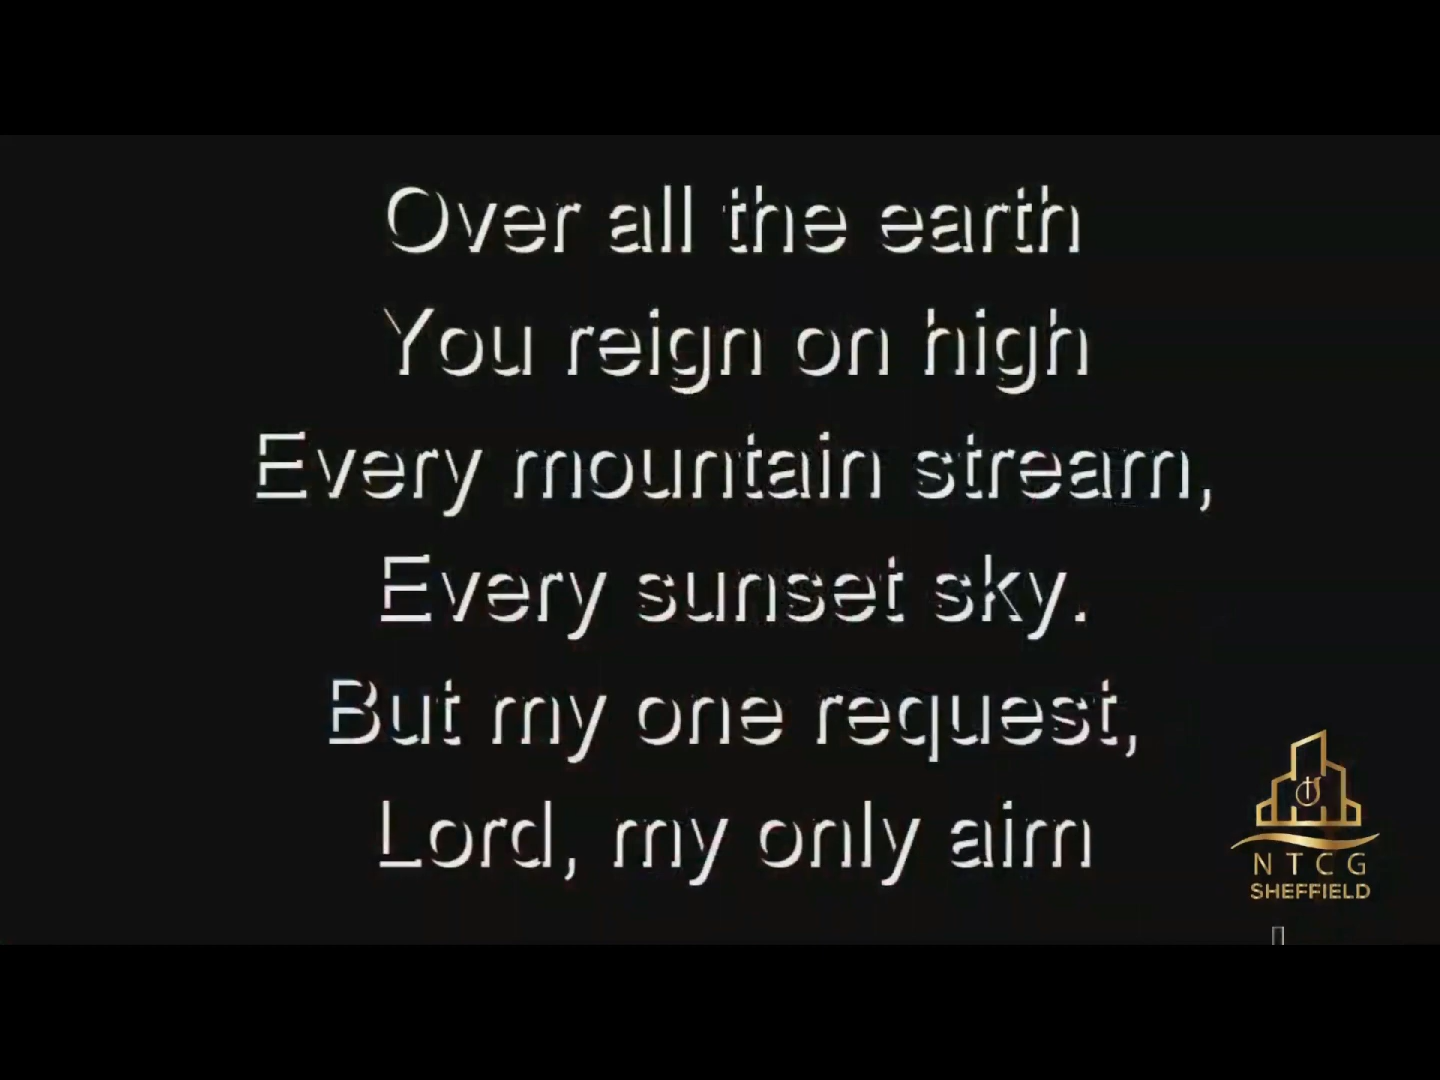 Over all the earth
You reign on high
Every mountain stream,
Every sunset sky.
But my one request,
Lord, my only aim
NTCG
SHEFFIELD